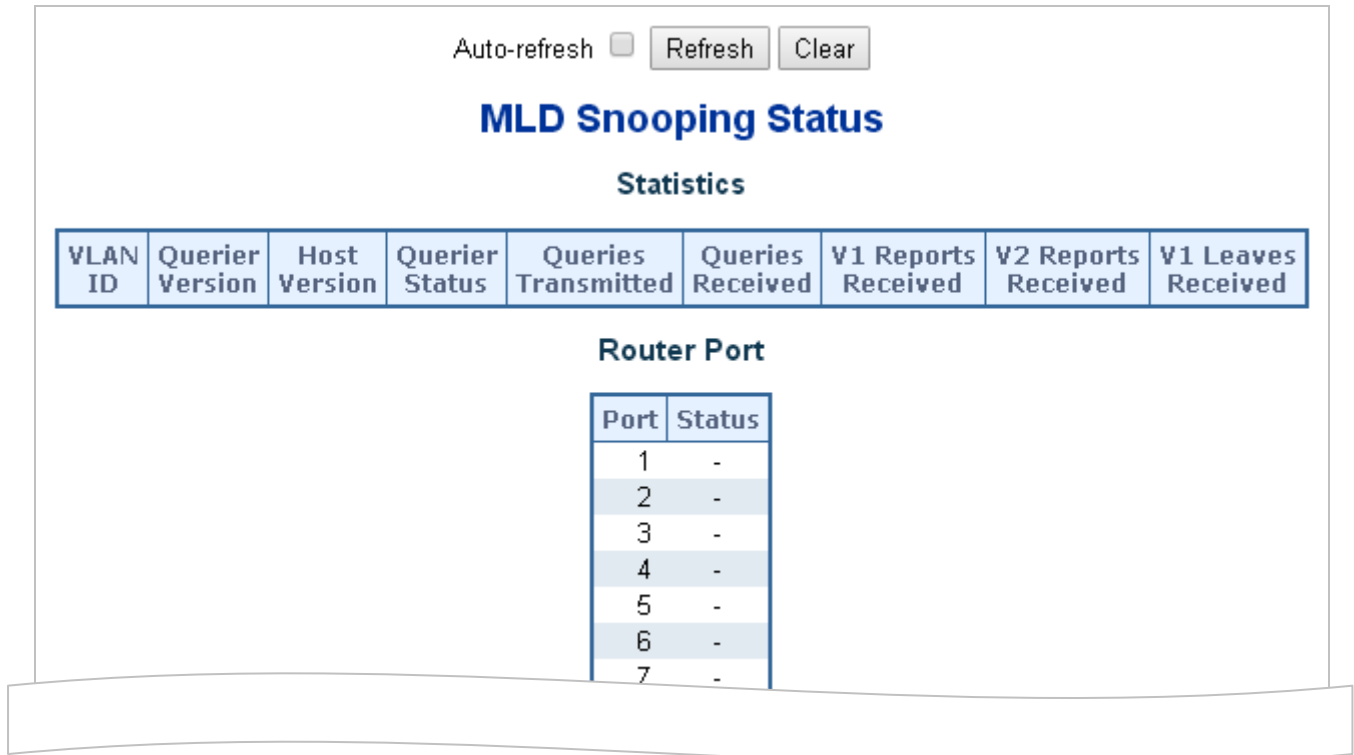 Auto-refresh Refresh Clear
MLD Snooping Status
Statistics
VLAN ID Querier Version Host Version Querier Status Queries Transmitted Queries Received V1 Reports Received V2 Reports Received V1 Leaves Received
Router Port
Port Status
1 -
2 -
3 -
4 -
5 -
6 -
7 -